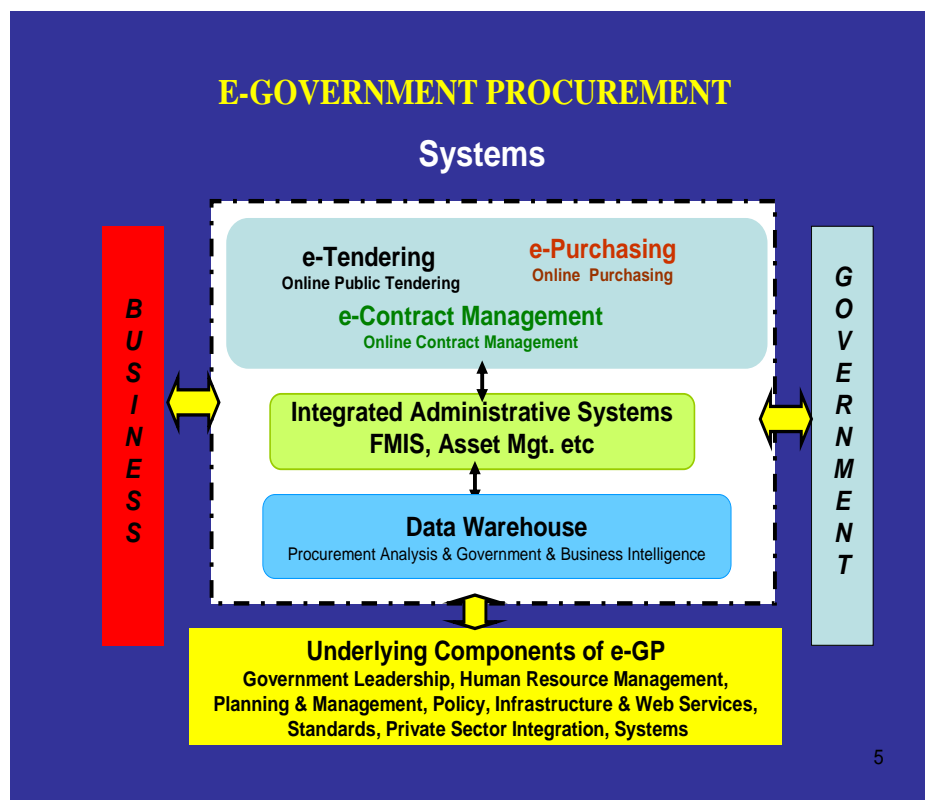 E-GOVERNMENT PROCUREMENT
Systems
BUSINESS
e-Tendering
Online Public Tendering
e-Purchasing
Online Purchasing
e-Contract Management
Online Contract Management
Integrated Administrative Systems
FMIS, Asset Mgt. etc
Data Warehouse
Procurement Analysis & Government & Business Intelligence
GOVERNMENT
Underlying Components of e-GP
Government Leadership, Human Resource Management,
Planning & Management, Policy, Infrastructure & Web Services,
Standards, Private Sector Integration, Systems
5